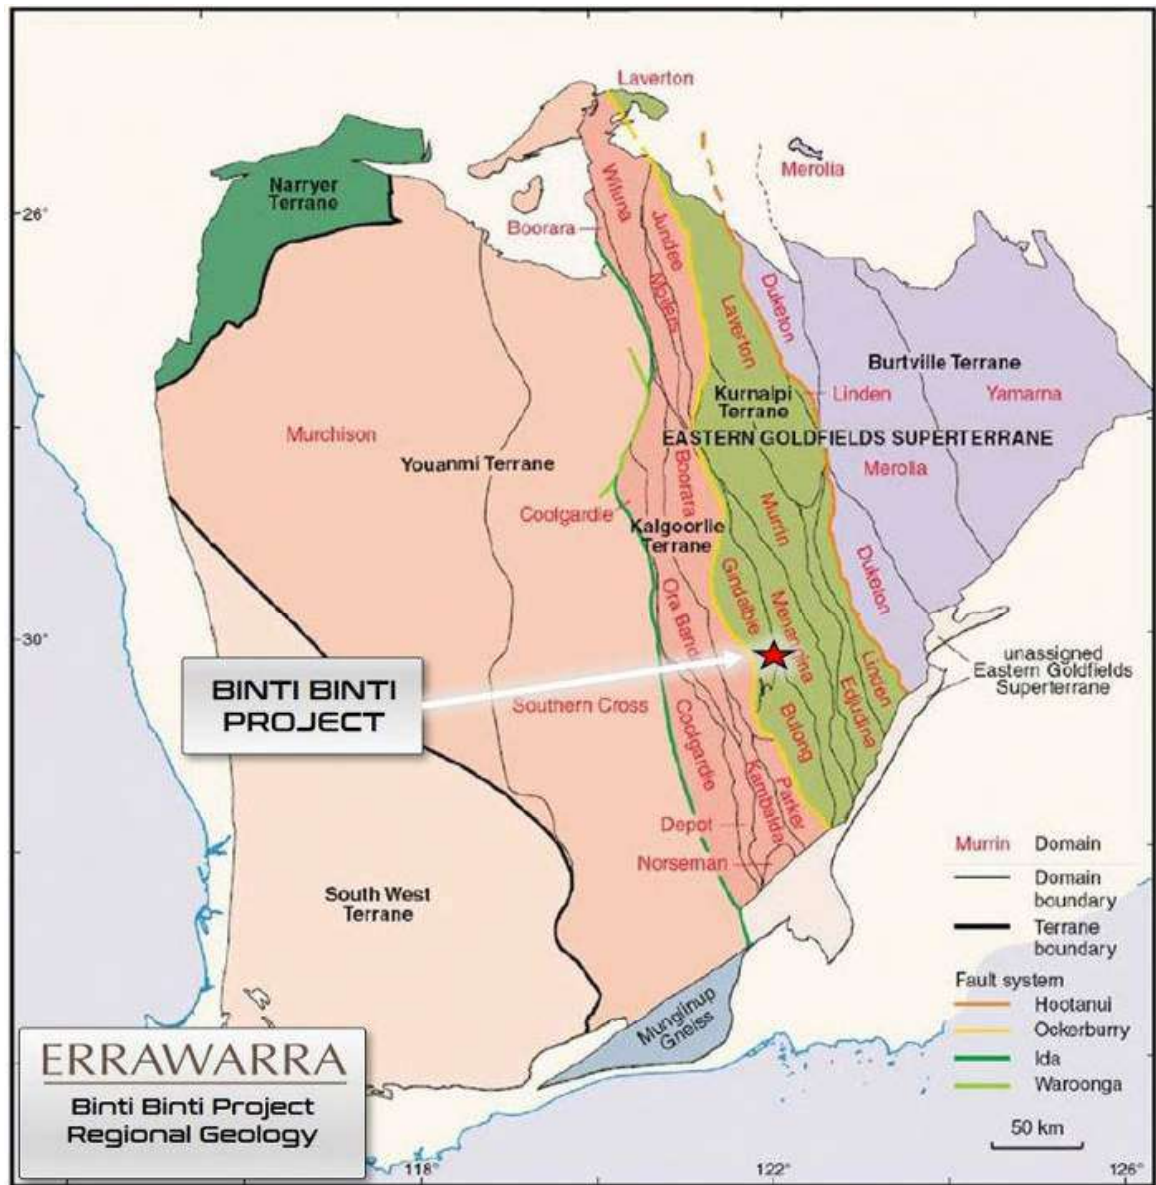 Laverton
Narryer
Terrane
Merolia
26°
Wiluna
Boorara
Jundee
Moilers
Duketon
Laverton
Burtville Terrane
Kurnalpi
Terrane
Linden
Yamarna
Murchison
EASTERN GOLDFIELDS SUPERTERRANE
Youanmi Terrane
Merolia
Boorara
Coolgardie
Murrin
Kalgoorlie
Terrane
Duketon
Gindalbie
Ora Band
Menangina
30°
unassigned
Eastern Goldfields
Superterrane
Linden
Edjudina
BINTI BINTI
PROJECT
Southern Cross
Coolgardie
Bulong
Kambalda
Parker
Depot
Norseman
Murrin Domain
Domain
boundary
Terrane
boundary
South West
Terrane
Fault system
Hootanui
Ockerburry
Ida
Waroonga
Munglinup
Gneiss
ERRAWARRA
Binti Binti Project
Regional Geology
50 km
118°
122°
126°